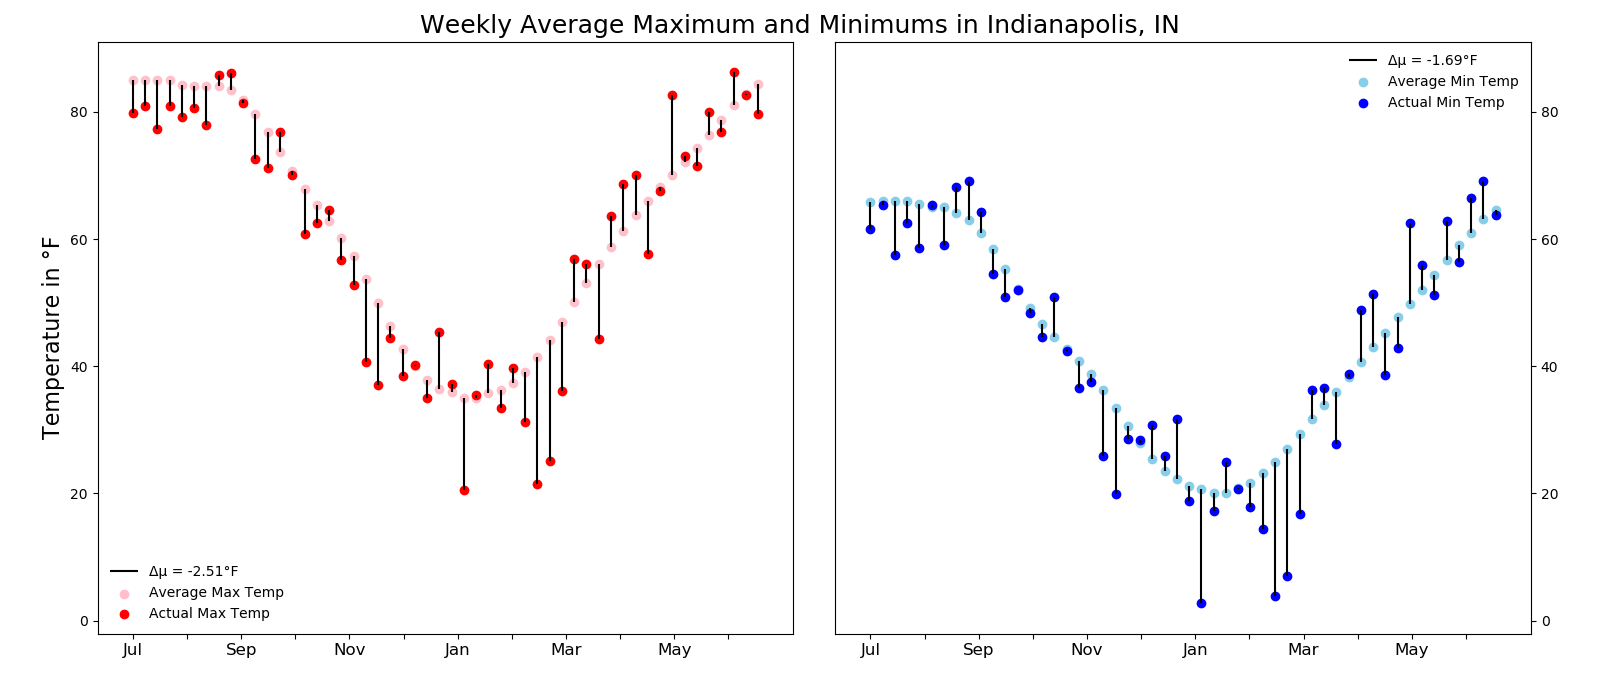 Weekly Average Maximum and Minimums in Indianapolis, IN
Temperature in °F
80
60
40
20
0
Δμ = -2.51°F
Average Max Temp
Actual Max Temp
Jul Sep Nov Jan Mar May
Δμ = -1.69°F
Average Min Temp
Actual Min Temp
80
60
40
20
0
Jul Sep Nov Jan Mar May